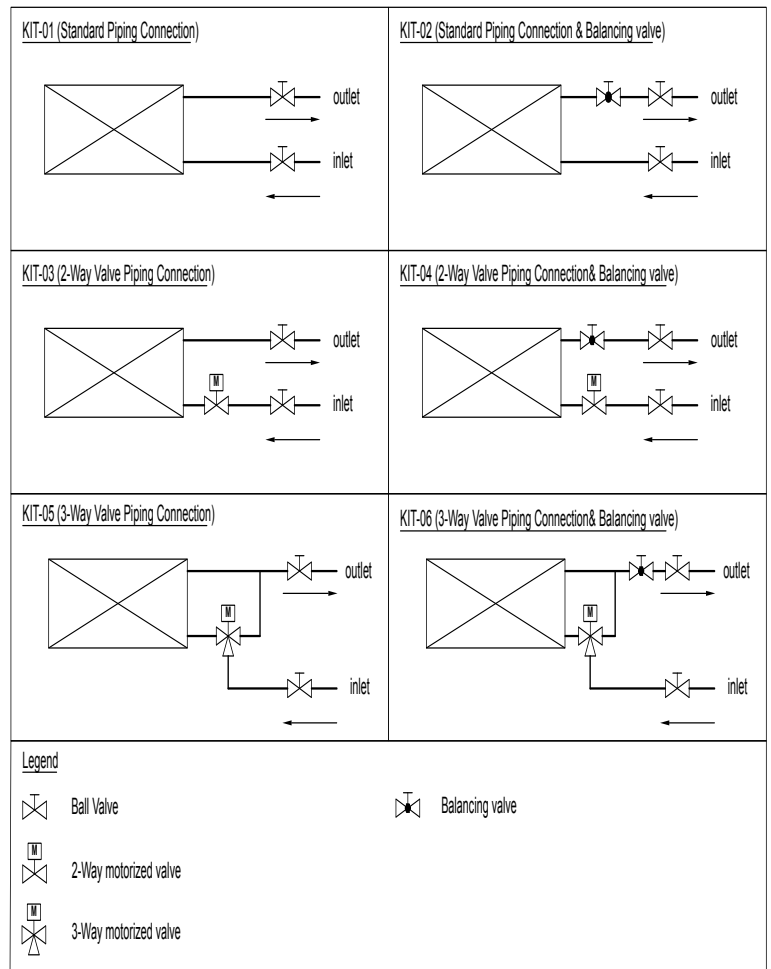 KIT-01 (Standard Piping Connection)
outlet
inlet
KIT-02 (Standard Piping Connection & Balancing valve)
outlet
inlet
KIT-03 (2-Way Valve Piping Connection)
outlet
M
inlet
KIT-04 (2-Way Valve Piping Connection& Balancing valve)
outlet
M
inlet
KIT-05 (3-Way Valve Piping Connection)
outlet
M
inlet
KIT-06 (3-Way Valve Piping Connection& Balancing valve)
outlet
M
inlet
Legend
Ball Valve
Balancing valve
M
2-Way motorized valve
M
3-Way motorized valve